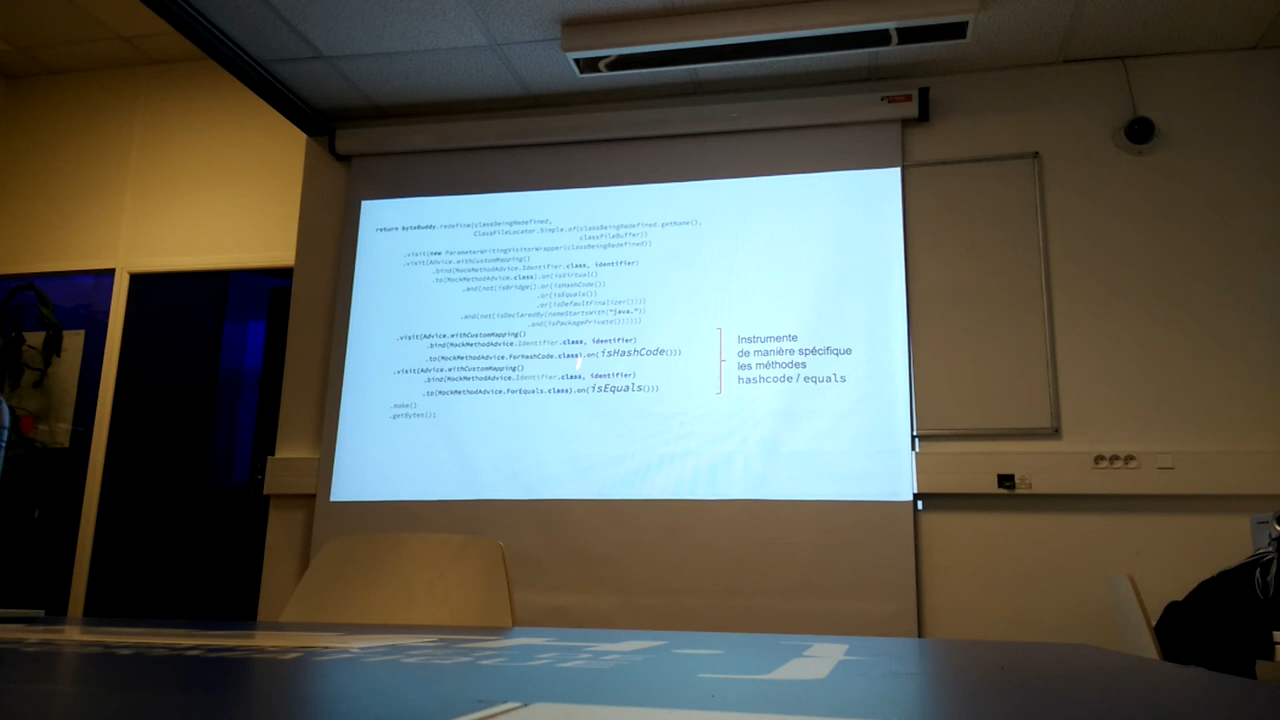 return byteBuddy.redefine(classBeingRedefined,
ClassFileLocator.Simple.of(classBeingRedefined.getName(),
classfileBuffer))
.visit(new ParameterWritingVisitorWrapper(classBeingRedefined))
.visit(Advice.withCustomMapping()
.bind(MockMethodAdvice.Identifier.class, identifier)
.to(MockMethodAdvice.class).on(isVirtual()
.and(not(isBridge().or(isHashCode())
.or(isEquals())
.or(isDefaultFinalizer())))
.and(not(isDeclaredBy(nameStartsWith("java."))
.and(isPackagePrivate())))))
.visit(Advice.withCustomMapping()
.bind(MockMethodAdvice.Identifier.class, identifier)
.to(MockMethodAdvice.ForHashCode.class).on(isHashCode()))
.visit(Advice.withCustomMapping()
.bind(MockMethodAdvice.Identifier.class, identifier)
.to(MockMethodAdvice.ForEquals.class).on(isEquals()))
.make()
.getBytes();
Instrumente
de manière spécifique
les méthodes
hashcode / equals